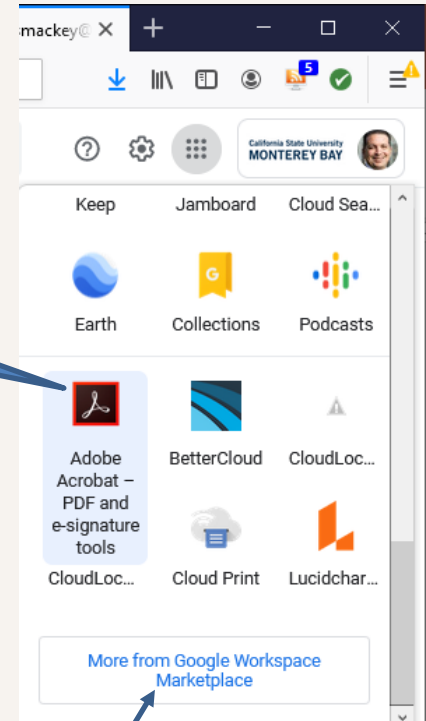 smackey@
5
California State University
MONTEREY BAY
Keep
Jamboard
Cloud Sea...
G
Earth
Collections
Podcasts
Adobe
Acrobat –
PDF and
e-signature
tools
BetterCloud
CloudLoc...
CloudLoc...
Cloud Print
Lucidchar...
More from Google Workspace
Marketplace